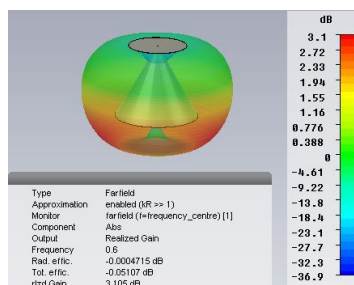 dB
3.1
2.72
2.33
1.94
1.55
1.16
0.776
0.388
0
-4.61
-9.22
-13.8
-18.4
-23.1
-27.7
-32.3
-36.9
Type Farfield
Approximation enabled (kR >> 1)
Monitor farfield (f=frequency_centre) [1]
Component Abs
Output Realized Gain
Frequency 0.6
Rad. effic. -0.0004715 dB
Tot. effic. -0.05107 dB
rlzd Gain 3.105 dB